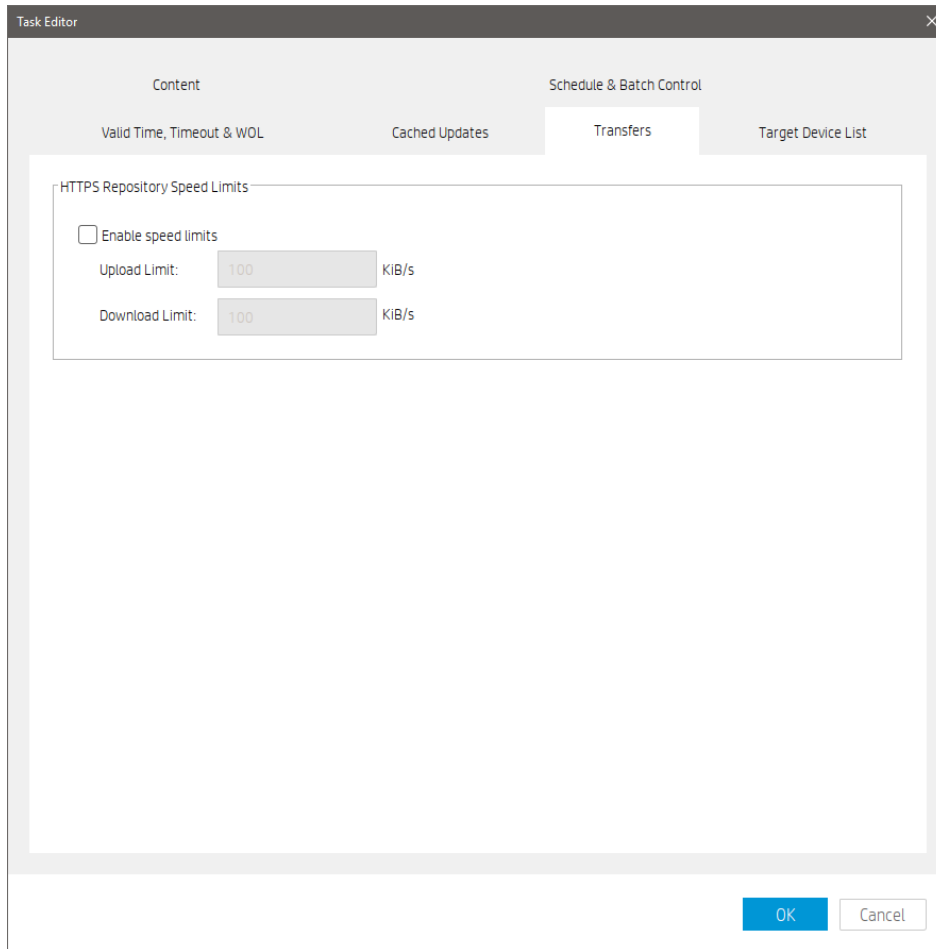 Task Editor
Content
Schedule & Batch Control
Valid Time, Timeout & WOL
Cached Updates
Transfers
Target Device List
HTTPS Repository Speed Limits
Enable speed limits
Upload Limit: 100 KiB/s
Download Limit: 100 KiB/s
OK
Cancel